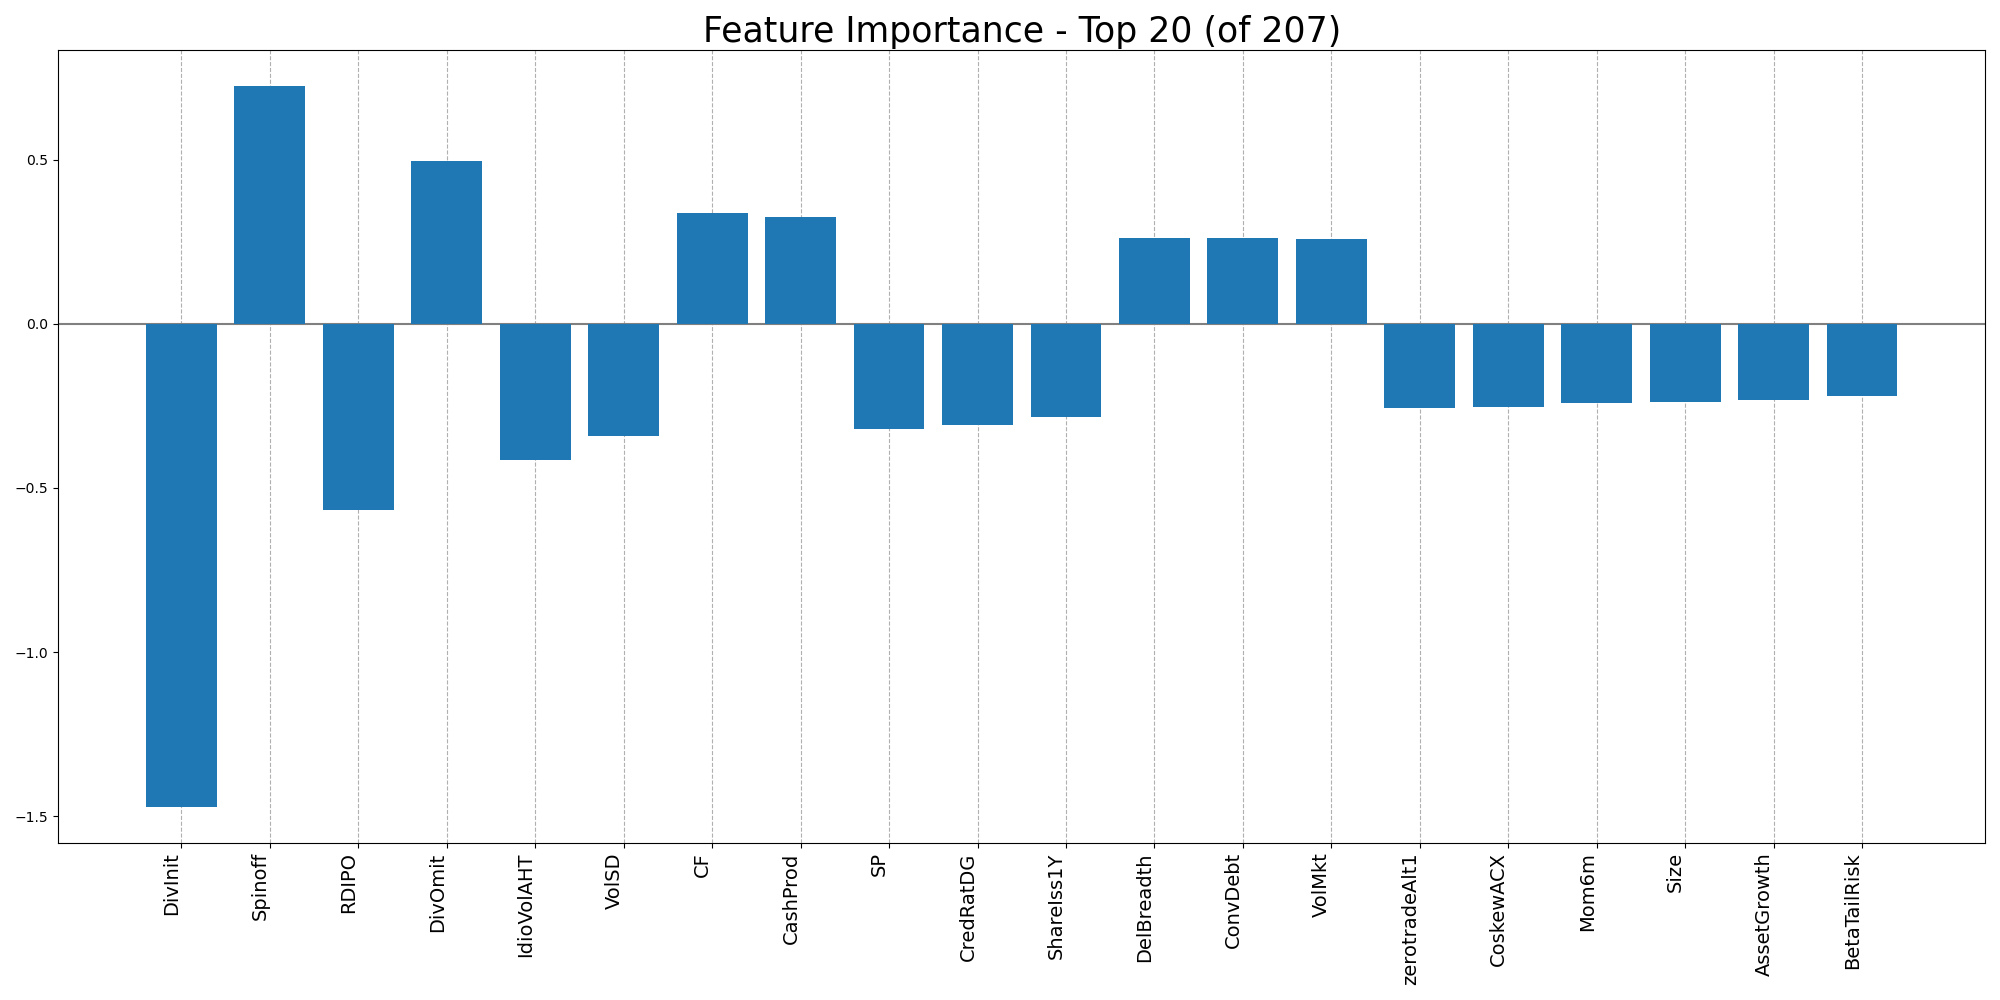 Feature Importance - Top 20 (of 207)
0.5
0.0
−0.5
−1.0
−1.5
DivInit
Spinoff
RDIPO
DivOmit
IdioVolAHT
VolSD
CF
CashProd
SP
CredRatDG
ShareIss1Y
DelBreadth
ConvDebt
VolMkt
zerotradeAlt1
CoskewACX
Mom6m
Size
AssetGrowth
BetaTailRisk